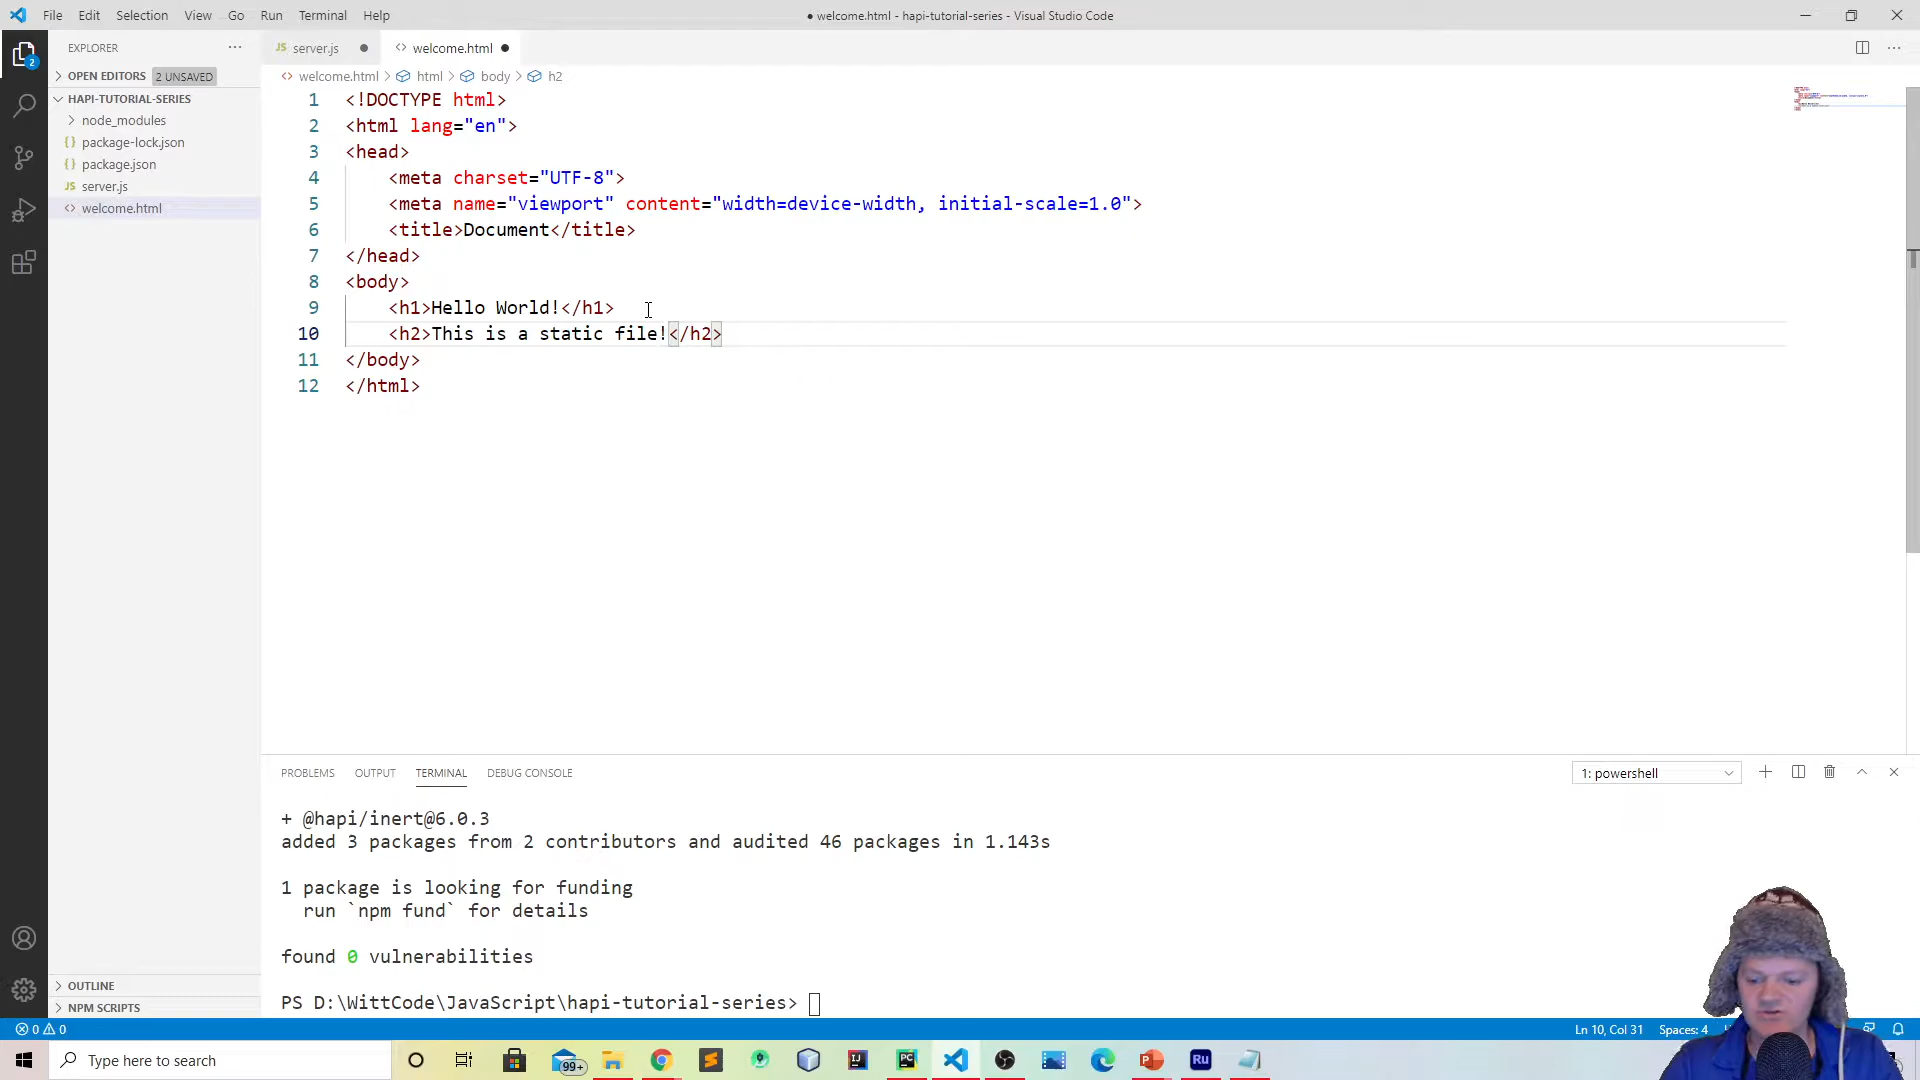 File Edit Selection View Go Run Terminal Help
● welcome.html - hapi-tutorial-series - Visual Studio Code
EXPLORER
OPEN EDITORS 2 UNSAVED
HAPI-TUTORIAL-SERIES
node_modules
{} package-lock.json
{} package.json
JS server.js
<> welcome.html
OUTLINE
NPM SCRIPTS
JS server.js ●
<> welcome.html ●
<> welcome.html > html > body > h2
1 <!DOCTYPE html>
2 <html lang="en">
3 <head>
4 <meta charset="UTF-8">
5 <meta name="viewport" content="width=device-width, initial-scale=1.0">
6 <title>Document</title>
7 </head>
8 <body>
9 <h1>Hello World!</h1>
10 <h2>This is a static file!</h2>
11 </body>
12 </html>
PROBLEMS OUTPUT TERMINAL DEBUG CONSOLE
1: powershell
+ @hapi/inert@6.0.3
added 3 packages from 2 contributors and audited 46 packages in 1.143s
1 package is looking for funding
run `npm fund` for details
found 0 vulnerabilities
PS D:\WittCode\JavaScript\hapi-tutorial-series>
0 0
Ln 10, Col 31 Spaces: 4
Type here to search
99+
IJ
PC
Ru
2